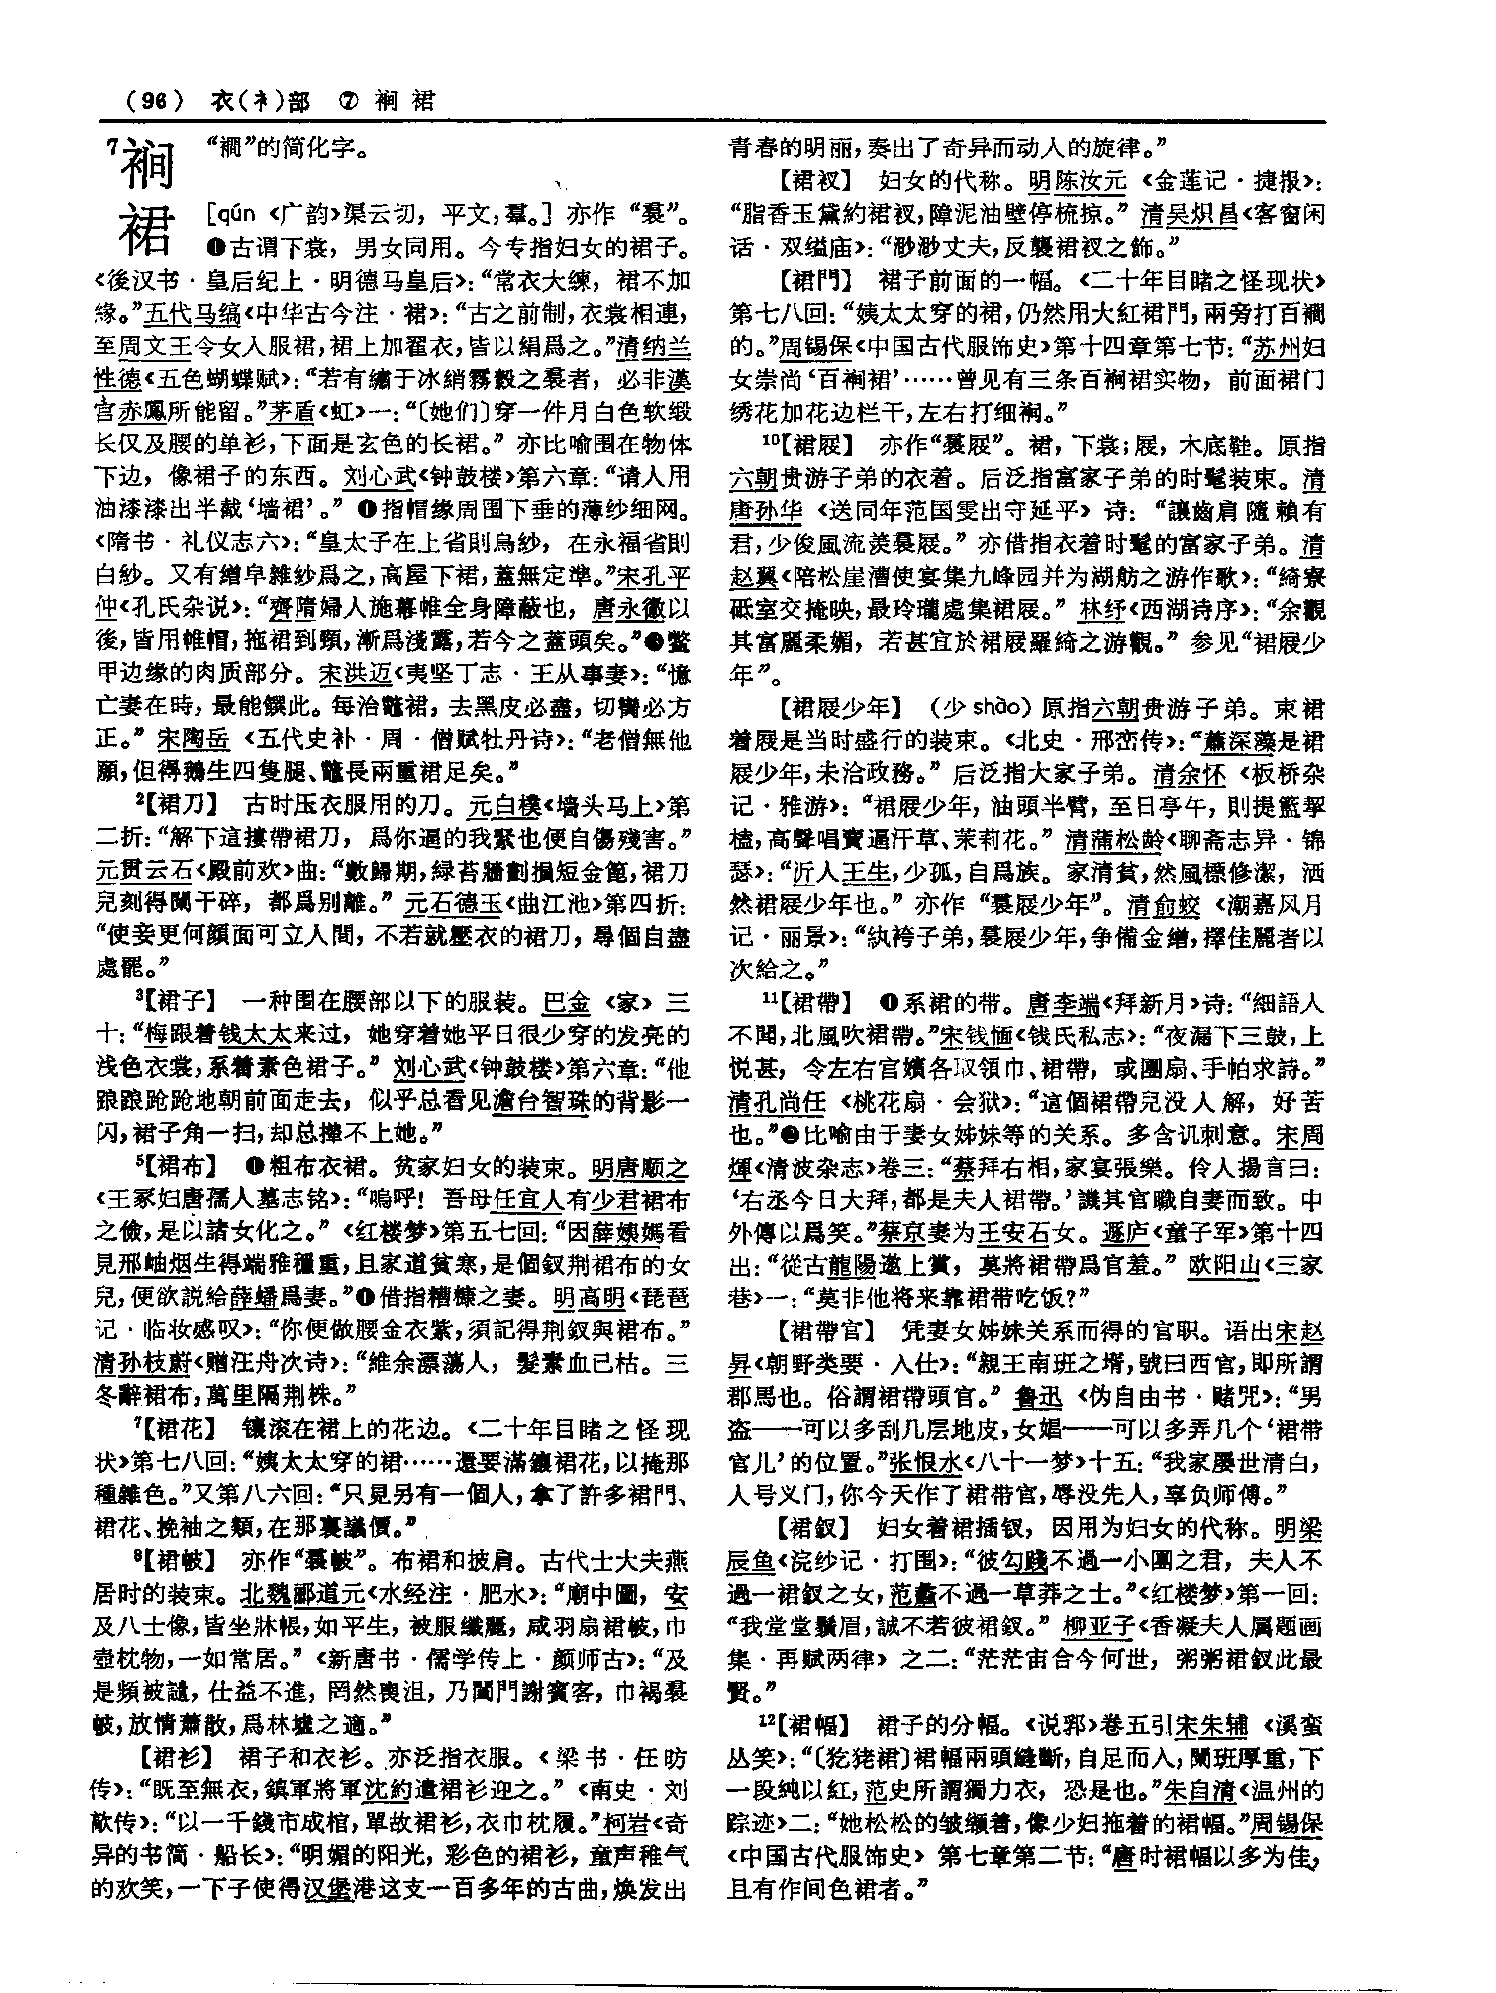 (96) 衣(衤)部 ⑦ 裥 裙
7裥 “襇”的简化字。
裙 [qún《广韵》渠云切，平文，羣。] 亦作“裠”。
❶古谓下裳，男女同用。今专指妇女的裙子。
《後汉书·皇后纪上·明德马皇后》：“常衣大練，裙不加
緣。”五代马缟《中华古今注·裙》：“古之前制，衣裳相連，
至周文王令女人服裙，裙上加翟衣，皆以絹爲之。”清纳兰
性德《五色蝴蝶赋》：“若有繡于冰綃霧縠之裠者，必非漢
宫赤鳳所能留。”茅盾《虹》一：“〔她们〕穿一件月白色软缎
长仅及腰的单衫，下面是玄色的长裙。”亦比喻围在物体
下边，像裙子的东西。刘心武《钟鼓楼》第六章：“请人用
油漆漆出半截‘墙裙’。”❶指帽缘周围下垂的薄纱细网。
《隋书·礼仪志六》：“皇太子在上省則烏紗，在永福省則
白紗。又有繒皁雜紗爲之，高屋下裙，蓋無定準。”宋孔平
仲《孔氏杂说》：“齊隋婦人施羃帷全身障蔽也，唐永徽以
後，皆用帷帽，拖裙到頸，漸爲淺露，若今之蓋頭矣。”❸鳖
甲边缘的肉质部分。宋洪迈《夷坚丁志·王从事妻》：“憶
亡妻在時，最能饌此。每治鼈裙，去黑皮必盡，切臠必方
正。”宋陶岳《五代史补·周·僧赋牡丹诗》：“老僧無他
願，但得鵝生四隻腿、鼈長兩重裙足矣。”
2【裙刀】 古时压衣服用的刀。元白樸《墙头马上》第
二折：“解下這摟帶裙刀，爲你逼的我緊也便自傷殘害。”
元贯云石《殿前欢》曲：“數歸期，緑苔牆劃損短金篦，裙刀
兒刻得闌干碎，都爲别離。”元石德玉《曲江池》第四折：
“使妾更何顔面可立人間，不若就壓衣的裙刀，尋個自盡
處罷。”
3【裙子】 一种围在腰部以下的服装。巴金《家》三
十：“梅跟着钱太太来过，她穿着她平日很少穿的发亮的
浅色衣裳，系着素色裙子。”刘心武《钟鼓楼》第六章：“他
踉踉跄跄地朝前面走去，似乎总看见澹台智珠的背影一
闪，裙子角一扫，却总撵不上她。”
5【裙布】 ❶粗布衣裙。贫家妇女的装束。明唐顺之
《王冢妇唐孺人墓志铭》：“嗚呼！吾母任宜人有少君裙布
之儉，是以諸女化之。”《红楼梦》第五七回：“因薛姨媽看
見邢岫烟生得端雅穩重，且家道貧寒，是個釵荆裙布的女
兒，便欲説給薛蟠爲妻。”❶借指糟糠之妻。明高明《琵琶
记·临妆感叹》：“你便做腰金衣紫，須記得荆釵與裙布。”
清孙枝蔚《赠汪舟次诗》：“維余漂蕩人，髮素血已枯。三
冬辭裙布，萬里隔荆株。”
7【裙花】 镶滚在裙上的花边。《二十年目睹之怪现
状》第七八回：“姨太太穿的裙……還要滿鑲裙花，以掩那
種雜色。”又第八六回：“只見另有一個人，拿了許多裙門、
裙花、挽袖之類，在那裏議價。”
8【裙帔】 亦作“裠帔”。布裙和披肩。古代士大夫燕
居时的装束。北魏郦道元《水经注·肥水》：“廟中圖，安
及八士像，皆坐牀帳，如平生，被服纖麗，咸羽扇裙帔，巾
壺枕物，一如常居。”《新唐书·儒学传上·颜师古》：“及
是頻被譴，仕益不進，罔然喪沮，乃闔門謝賓客，巾褐裠
帔，放情蕭散，爲林墟之適。”
【裙衫】 裙子和衣衫。亦泛指衣服。《梁书·任昉
传》：“既至無衣，鎮軍將軍沈約遣裙衫迎之。”《南史·刘
歊传》：“以一千錢市成棺，單故裙衫，衣巾枕履。”柯岩《奇
异的书简·船长》：“明媚的阳光，彩色的裙衫，童声稚气
的欢笑，一下子使得汉堡港这支一百多年的古曲，焕发出
青春的明丽，奏出了奇异而动人的旋律。”
【裙衩】 妇女的代称。明陈汝元《金莲记·捷报》：
“脂香玉黛約裙衩，障泥油壁停梳掠。”清吴炽昌《客窗闲
话·双缢庙》：“渺渺丈夫，反襲裙衩之飾。”
【裙門】 裙子前面的一幅。《二十年目睹之怪现状》
第七八回：“姨太太穿的裙，仍然用大紅裙門，兩旁打百襇
的。”周锡保《中国古代服饰史》第十四章第七节：“苏州妇
女崇尚‘百裥裙’……曾见有三条百裥裙实物，前面裙门
绣花加花边栏干，左右打细裥。”
10【裙屐】 亦作“裠屐”。裙，下裳；屐，木底鞋。原指
六朝贵游子弟的衣着。后泛指富家子弟的时髦装束。清
唐孙华《送同年范国雯出守延平》诗：“讓齒肩隨賴有
君，少俊風流羨裠屐。”亦借指衣着时髦的富家子弟。清
赵翼《陪松崖漕使宴集九峰园并为湖舫之游作歌》：“綺寮
砥室交掩映，最玲瓏處集裙屐。”林纾《西湖诗序》：“余觀
其富麗柔媚，若甚宜於裙屐羅綺之游觀。”参见“裙屐少
年”。
【裙屐少年】 （少 shào）原指六朝贵游子弟。束裙
着屐是当时盛行的装束。《北史·邢峦传》：“蕭深藻是裙
屐少年，未洽政務。”后泛指大家子弟。清余怀《板桥杂
记·雅游》：“裙屐少年，油頭半臂，至日亭午，則提籃挈
榼，高聲唱賣逼汗草、茉莉花。”清蒲松龄《聊斋志异·锦
瑟》：“沂人王生，少孤，自爲族。家清貧，然風標修潔，洒
然裙屐少年也。”亦作“裠屐少年”。清俞蛟《潮嘉风月
记·丽景》：“紈袴子弟，裠屐少年，争備金繒，擇佳麗者以
次給之。”
11【裙帶】 ❶系裙的带。唐李端《拜新月》诗：“細語人
不聞，北風吹裙帶。”宋钱愐《钱氏私志》：“夜漏下三鼓，上
悦甚，令左右宫嬪各取領巾、裙帶，或團扇、手帕求詩。”
清孔尚任《桃花扇·会狱》：“這個裙帶兒没人解，好苦
也。”❷比喻由于妻女姊妹等的关系。多含讥刺意。宋周
煇《清波杂志》卷三：“蔡拜右相，家宴張樂。伶人揚言曰：
‘右丞今日大拜，都是夫人裙帶。’譏其官職自妻而致。中
外傳以爲笑。”蔡京妻为王安石女。遯庐《童子军》第十四
出：“從古龍陽邀上賞，莫將裙帶爲官羞。”欧阳山《三家
巷》一：“莫非他将来靠裙带吃饭？”
【裙帶官】 凭妻女姊妹关系而得的官职。语出宋赵
昇《朝野类要·入仕》：“親王南班之壻，號曰西官，即所謂
郡馬也。俗謂裙帶頭官。”鲁迅《伪自由书·赌咒》：“男
盗——可以多刮几层地皮，女娼——可以多弄几个‘裙带
官儿’的位置。”张恨水《八十一梦》十五：“我家屡世清白，
人号义门，你今天作了裙带官，辱没先人，辜负师傅。”
【裙釵】 妇女着裙插钗，因用为妇女的代称。明梁
辰鱼《浣纱记·打围》：“彼勾踐不過一小國之君，夫人不
過一裙釵之女，范蠡不過一草莽之士。”《红楼梦》第一回：
“我堂堂鬚眉，誠不若彼裙釵。”柳亚子《香凝夫人属题画
集·再赋两律》之二：“茫茫宙合今何世，粥粥裙釵此最
賢。”
12【裙幅】 裙子的分幅。《说郛》卷五引宋朱辅《溪蛮
丛笑》：“〔犵狫裙〕裙幅兩頭縫斷，自足而入，闌班厚重，下
一段純以紅，范史所謂獨力衣，恐是也。”朱自清《温州的
踪迹》二：“她松松的皱缬着，像少妇拖着的裙幅。”周锡保
《中国古代服饰史》第七章第二节：“唐时裙幅以多为佳，
且有作间色裙者。”